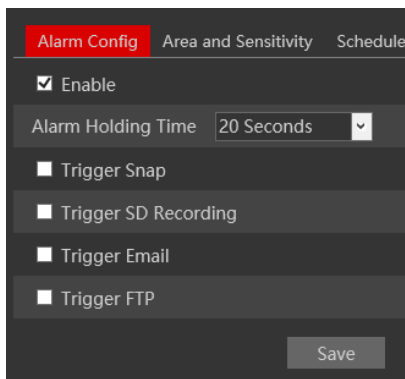 Alarm Config Area and Sensitivity Schedule
Enable
Alarm Holding Time 20 Seconds
Trigger Snap
Trigger SD Recording
Trigger Email
Trigger FTP
Save